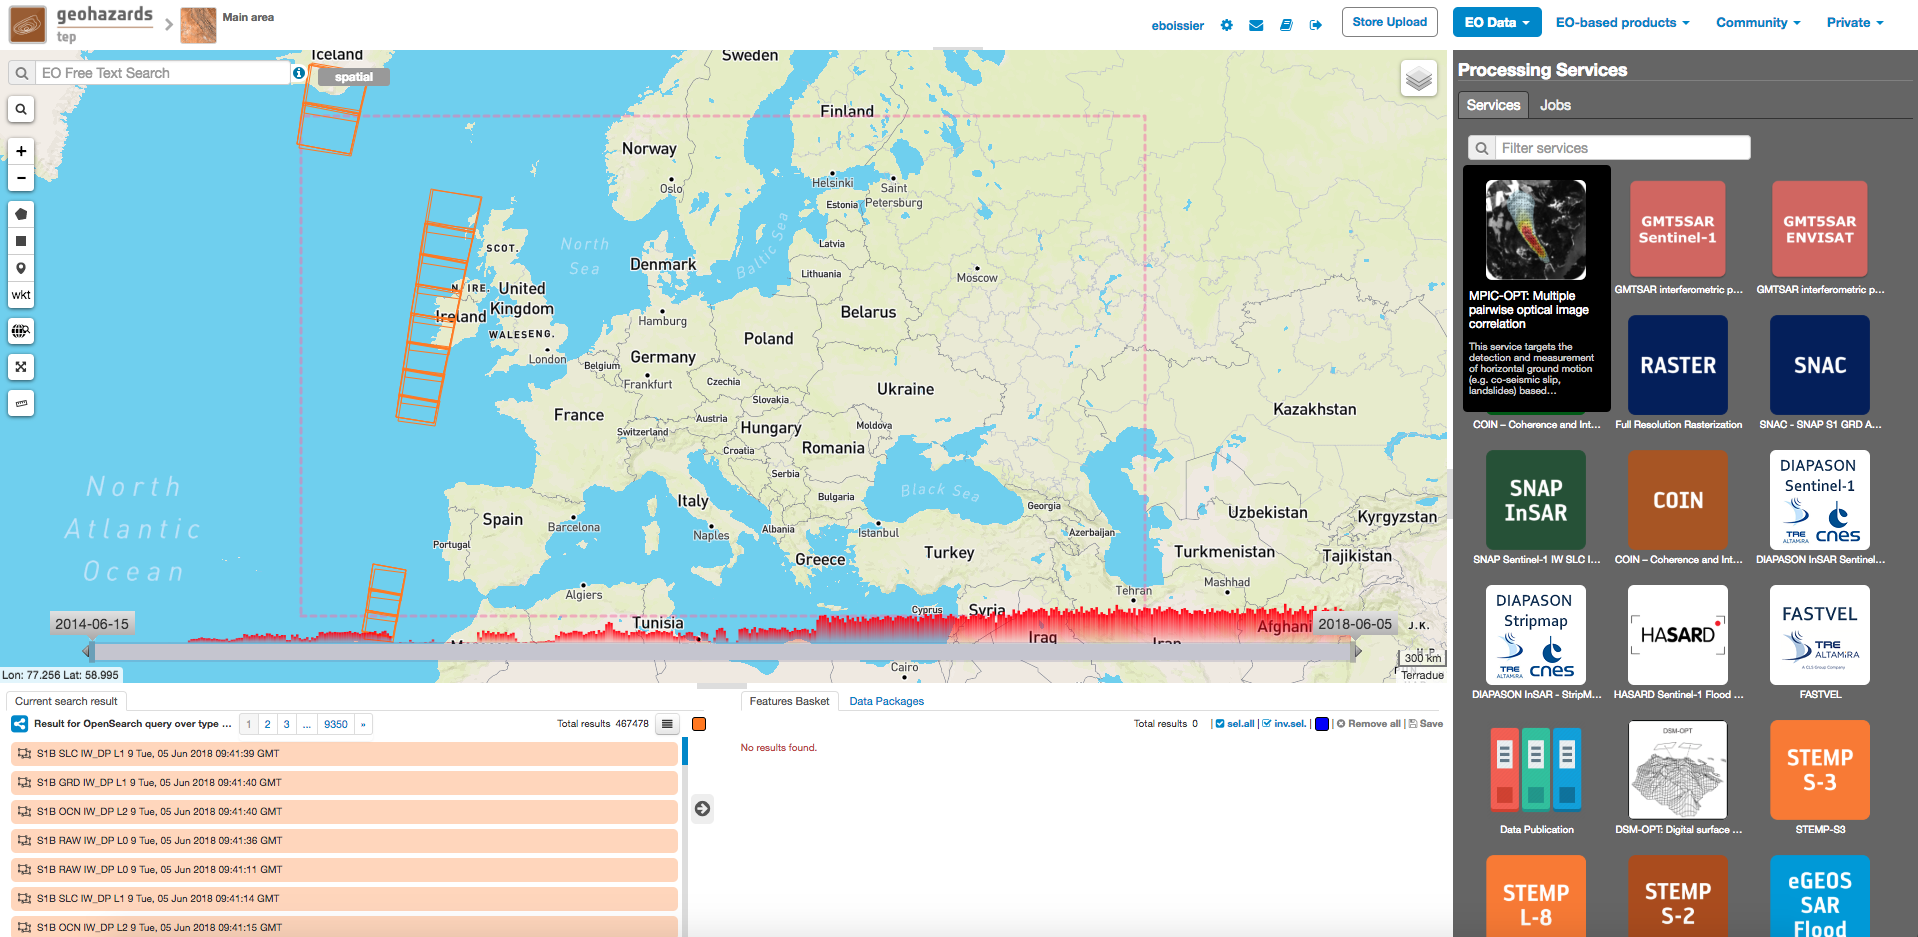 geohazards
tep
Main area
eboissier
Store Upload
EO Data
EO-based products
Community
Private
EO Free Text Search
spatial
+
−
wkt
Iceland
Sweden
Finland
Norway
Oslo
Helsinki
Saint
Petersburg
Estonia
Latvia
Lithuania
Moscow
North
Sea
Baltic Sea
Denmark
SCOT.
N. IRE.
United
Kingdom
Ireland
WALES
ENG.
London
Hamburg
Belarus
Poland
Germany
Belgium
Frankfurt
Czechia
Ukraine
Slovakia
Kazakhstan
France
Austria
Switzerland
Hungary
Moldova
Croatia
Romania
Serbia
Italy
Bulgaria
Black Sea
Georgia
North
Atlantic
Ocean
Spain
Barcelona
Portugal
Naples
Albania
Istanbul
Azerbaijan
Uzbekistan
Kyrgyzstan
Greece
Turkey
Turkmenistan
Tajikistan
Mashhad
Tehran
Algiers
Cyprus
Syria
Tunisia
Iraq
Iran
Afghani
J.K.
Cairo
2014-06-15
2018-06-05
300 km
Terradue
Lon: 77.256 Lat: 58.995
Current search result
Result for OpenSearch query over type ...
1 2 3 ... 9350 »
Total results 467478
S1B SLC IW_DP L1 9 Tue, 05 Jun 2018 09:41:39 GMT
S1B GRD IW_DP L1 9 Tue, 05 Jun 2018 09:41:40 GMT
S1B OCN IW_DP L2 9 Tue, 05 Jun 2018 09:41:40 GMT
S1B RAW IW_DP L0 9 Tue, 05 Jun 2018 09:41:36 GMT
S1B RAW IW_DP L0 9 Tue, 05 Jun 2018 09:41:11 GMT
S1B SLC IW_DP L1 9 Tue, 05 Jun 2018 09:41:14 GMT
S1B OCN IW_DP L2 9 Tue, 05 Jun 2018 09:41:15 GMT
Features Basket
Data Packages
Total results 0 | sel.all | inv.sel. | | Remove all | Save
No results found.
Processing Services
Services
Jobs
Filter services
MPIC-OPT: Multiple
pairwise optical image
correlation
This service targets the
detection and measurement
of horizontal ground motion
(e.g. co-seismic slip,
landslides) based...
GMT5SAR
Sentinel-1
GMTSAR interferometric p...
GMT5SAR
ENVISAT
GMTSAR interferometric p...
COIN – Coherence and Int...
RASTER
Full Resolution Rasterization
SNAC
SNAC - SNAP S1 GRD A...
SNAP
InSAR
SNAP Sentinel-1 IW SLC I...
COIN
COIN – Coherence and Int...
DIAPASON
Sentinel-1
TRE
ALTAMIRA
cnes
DIAPASON InSAR Sentinel...
DIAPASON
Stripmap
TRE
ALTAMIRA
cnes
DIAPASON InSAR - StripM...
HASARD
HASARD Sentinel-1 Flood ...
FASTVEL
TRE
ALTAMIRA
A CLS Group Company
FASTVEL
Data Publication
DSM-OPT
DSM-OPT: Digital surface ...
STEMP
S-3
STEMP-S3
STEMP
L-8
STEMP
S-2
eGEOS
SAR
Flood